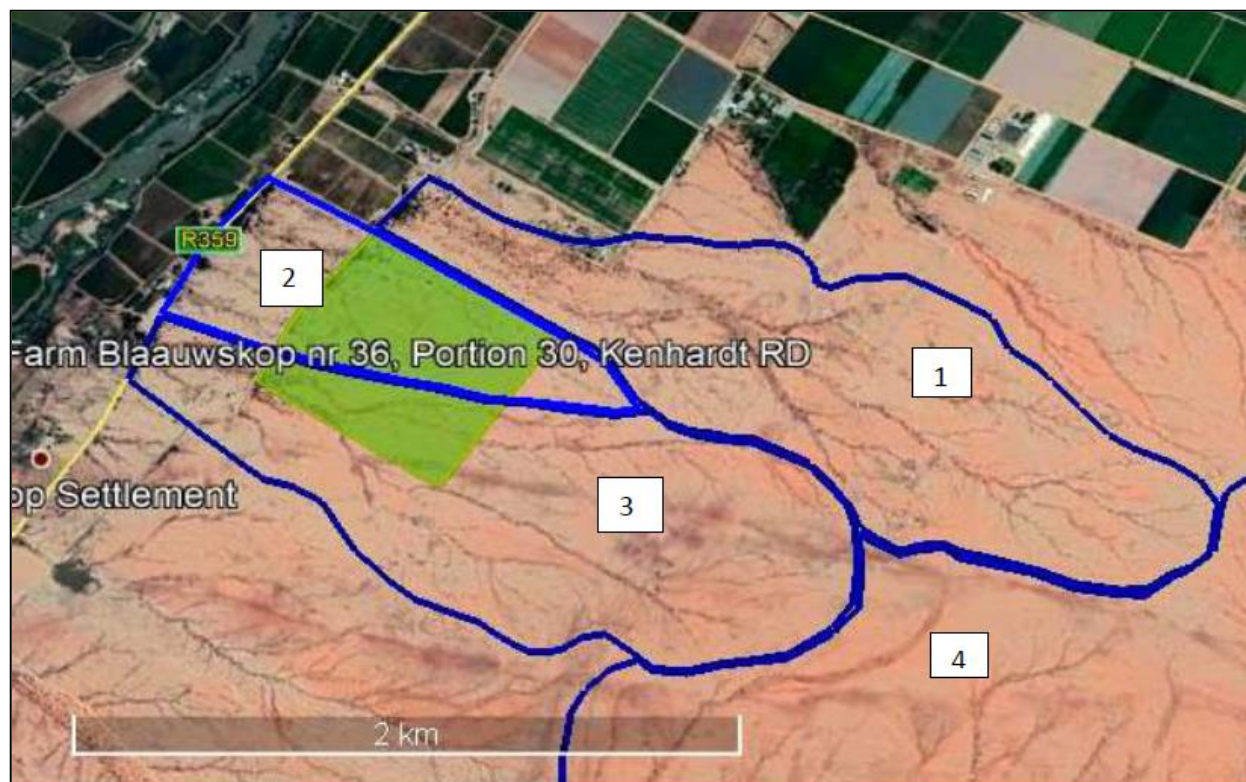 R359
2
Farm Blaauwskop nr 36, Portion 30, Kenhardt RD
1
op Settlement
3
4
2 km